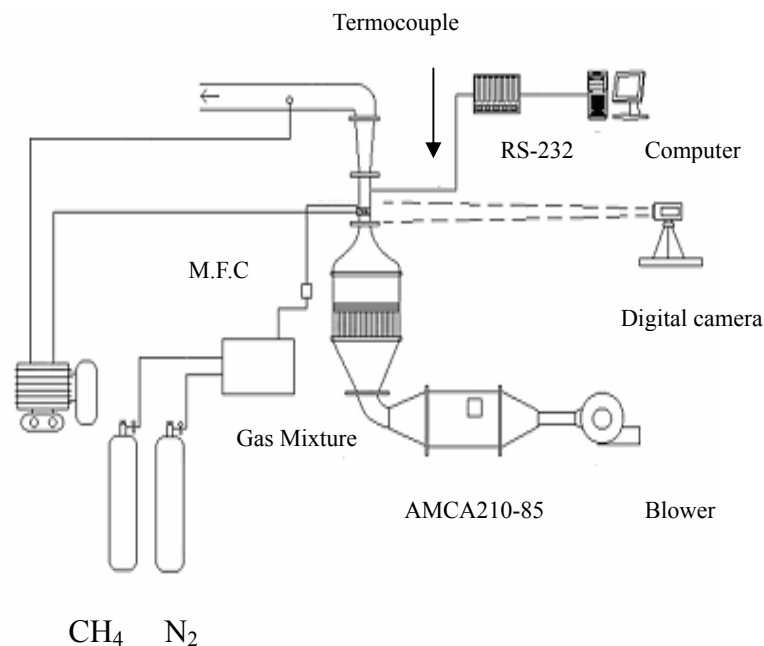 Termocouple
RS-232 Computer
M.F.C
Digital camera
Gas Mixture
AMCA210-85 Blower
CH₄ N₂